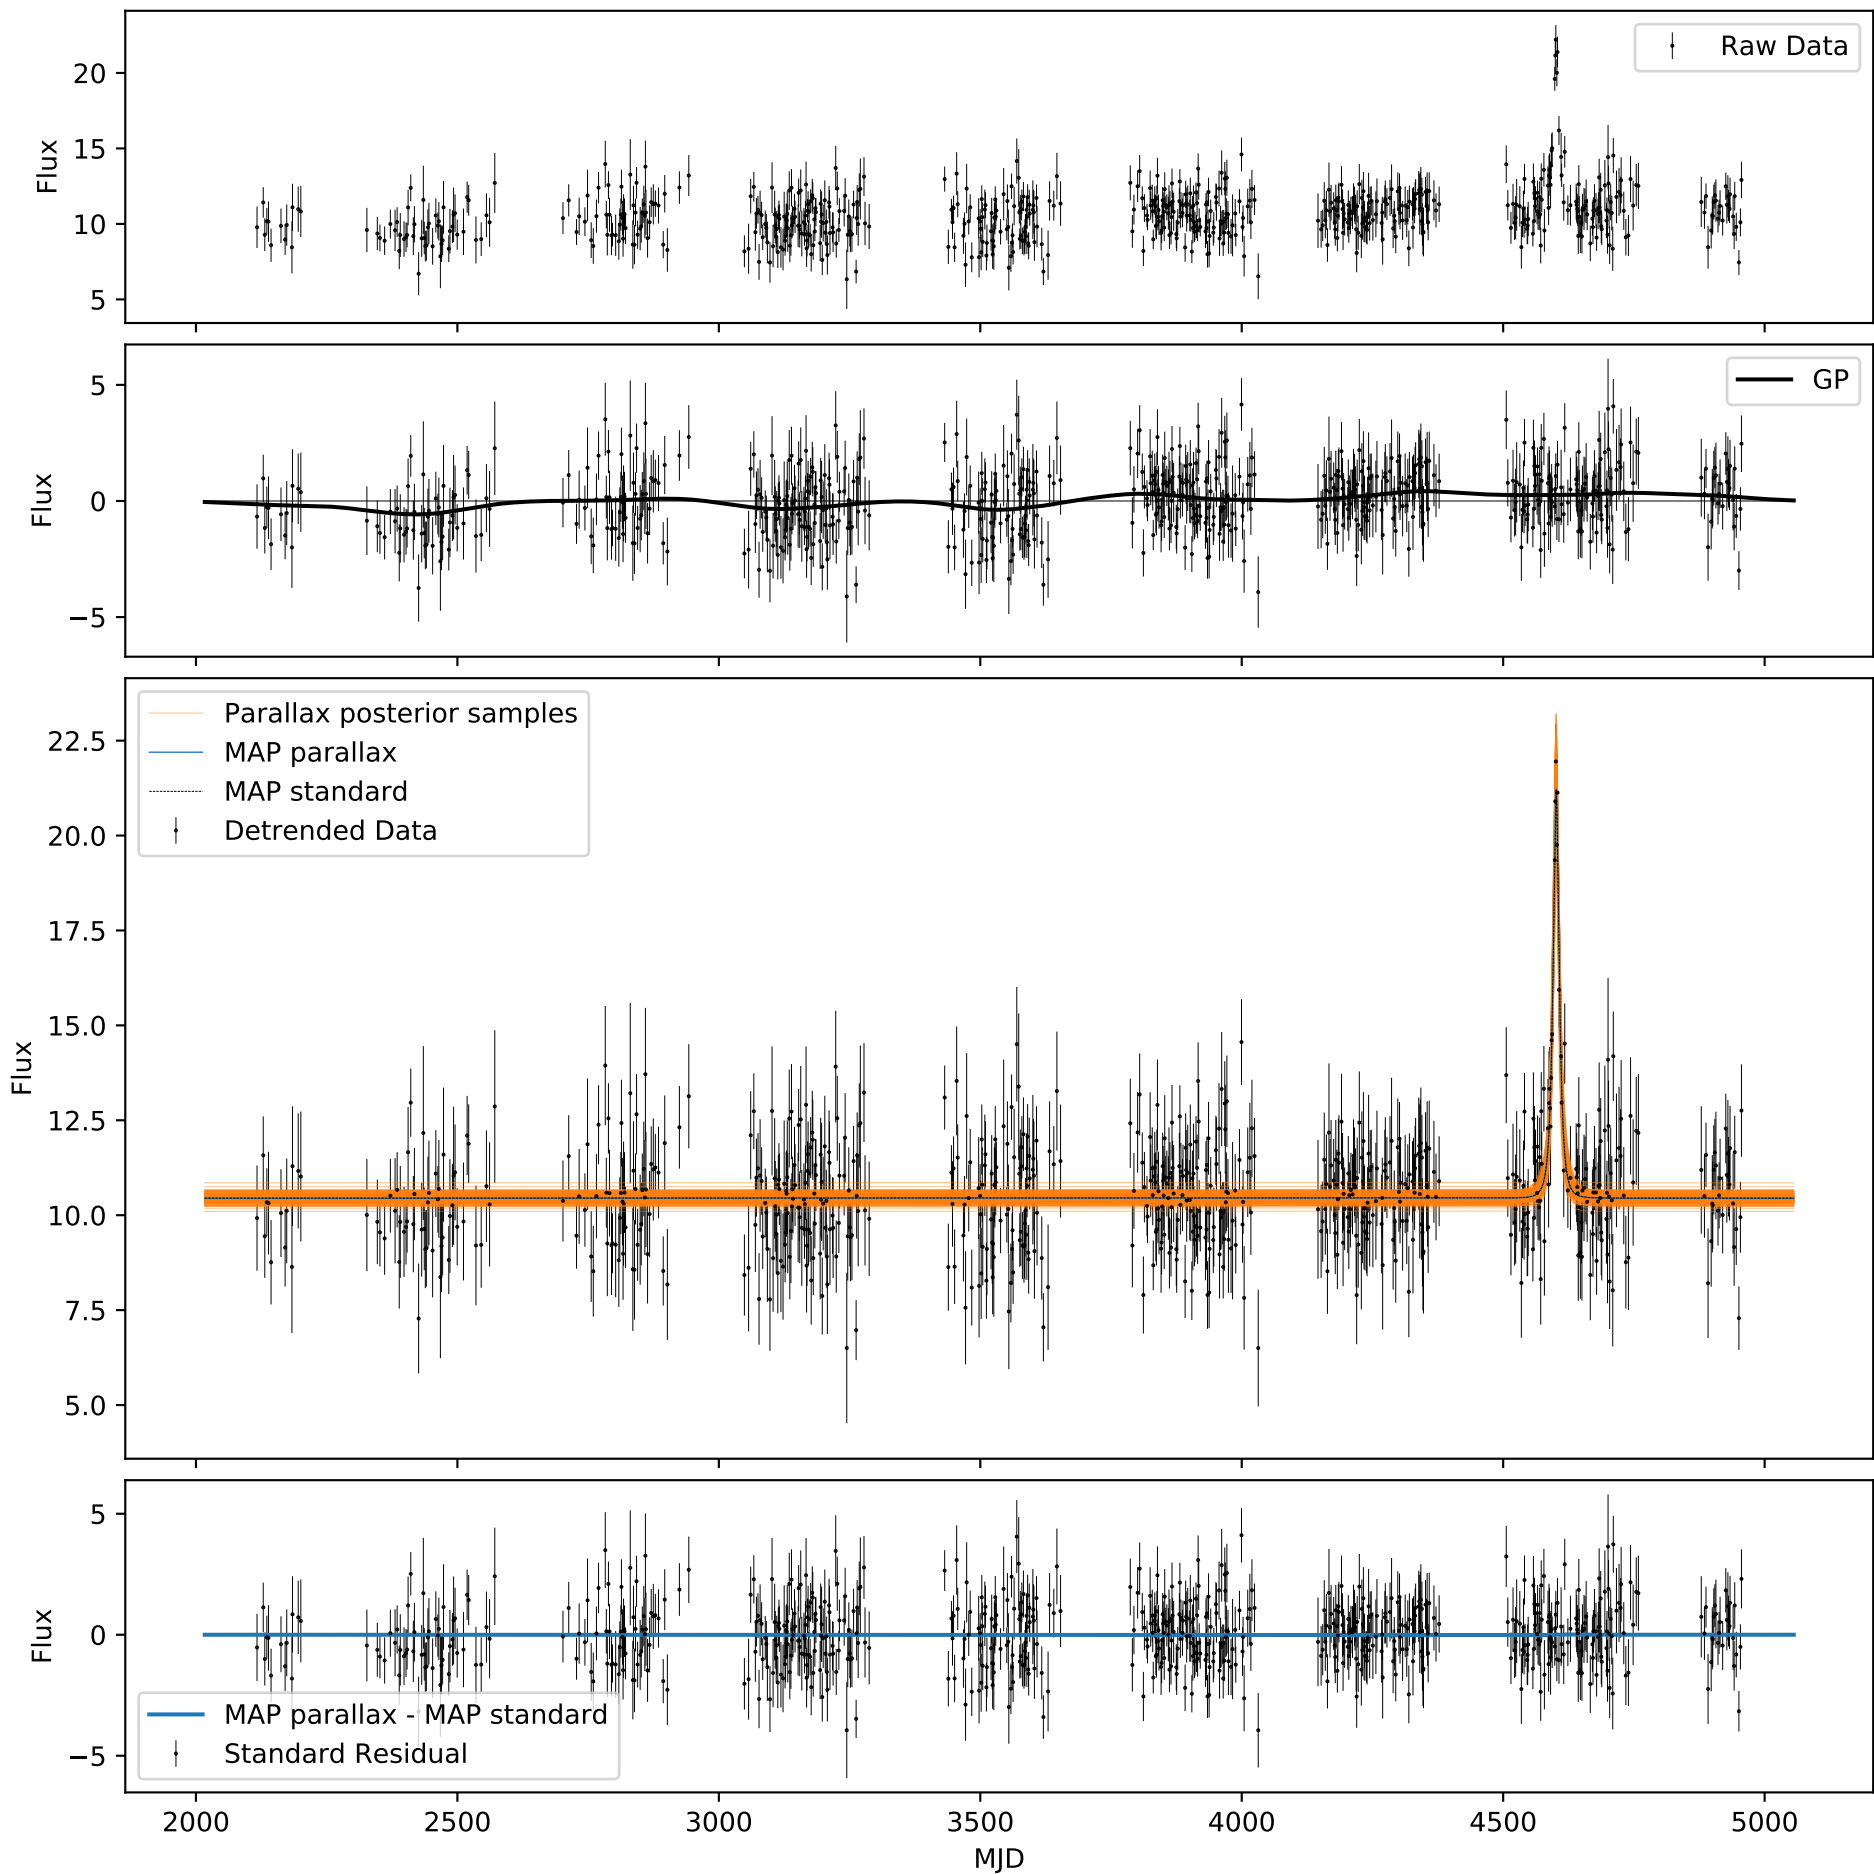 20
15
10
5
Flux
Raw Data
5
0
−5
Flux
GP
22.5
20.0
17.5
15.0
12.5
10.0
7.5
5.0
Flux
Parallax posterior samples
MAP parallax
MAP standard
Detrended Data
5
0
−5
Flux
MAP parallax - MAP standard
Standard Residual
2000 2500 3000 3500 4000 4500 5000
MJD